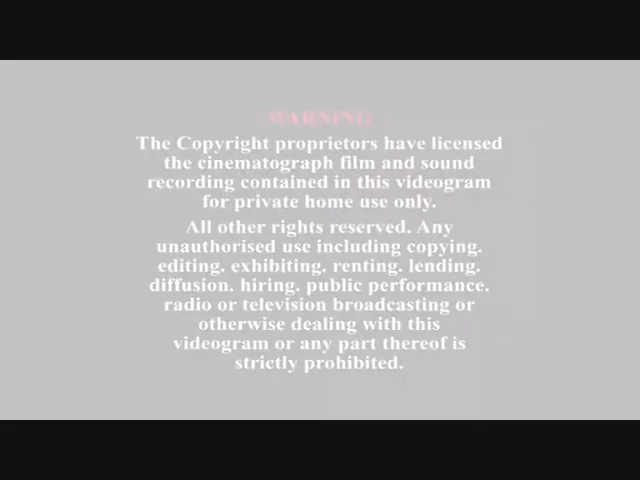 WARNING
The Copyright proprietors have licensed
the cinematograph film and sound
recording contained in this videogram
for private home use only.
All other rights reserved. Any
unauthorised use including copying.
editing. exhibiting. renting. lending.
diffusion. hiring. public performance.
radio or television broadcasting or
otherwise dealing with this
videogram or any part thereof is
strictly prohibited.